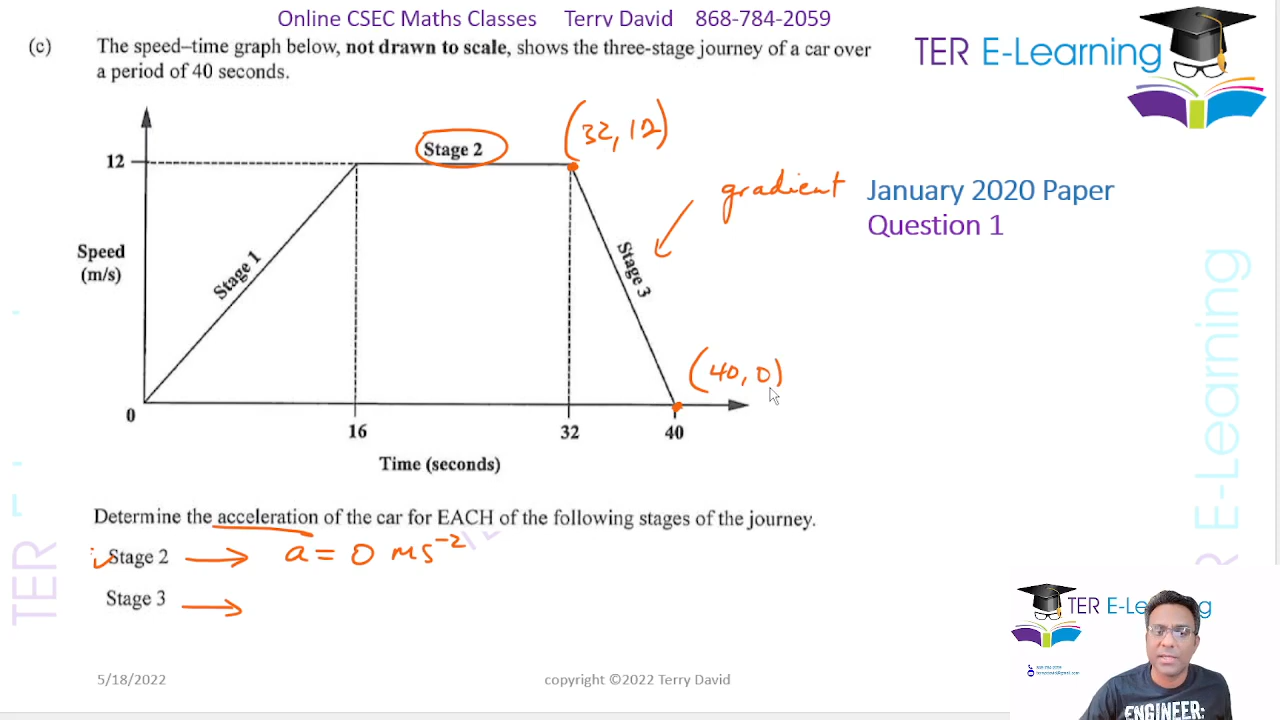 Online CSEC Maths Classes Terry David 868-784-2059
TER E-Learning
(c) The speed–time graph below, not drawn to scale, shows the three-stage journey of a car over
a period of 40 seconds.
(32, 12)
12
Stage 2
gradient
January 2020 Paper
Question 1
Speed
(m/s)
Stage 1
Stage 3
(40, 0)
0
16
32
40
Time (seconds)
Determine the acceleration of the car for EACH of the following stages of the journey.
Stage 2 → a = 0 ms⁻²
Stage 3 →
E-Learning
TER
TER E-Le
ng
ENGINEER:
5/18/2022
copyright ©2022 Terry David